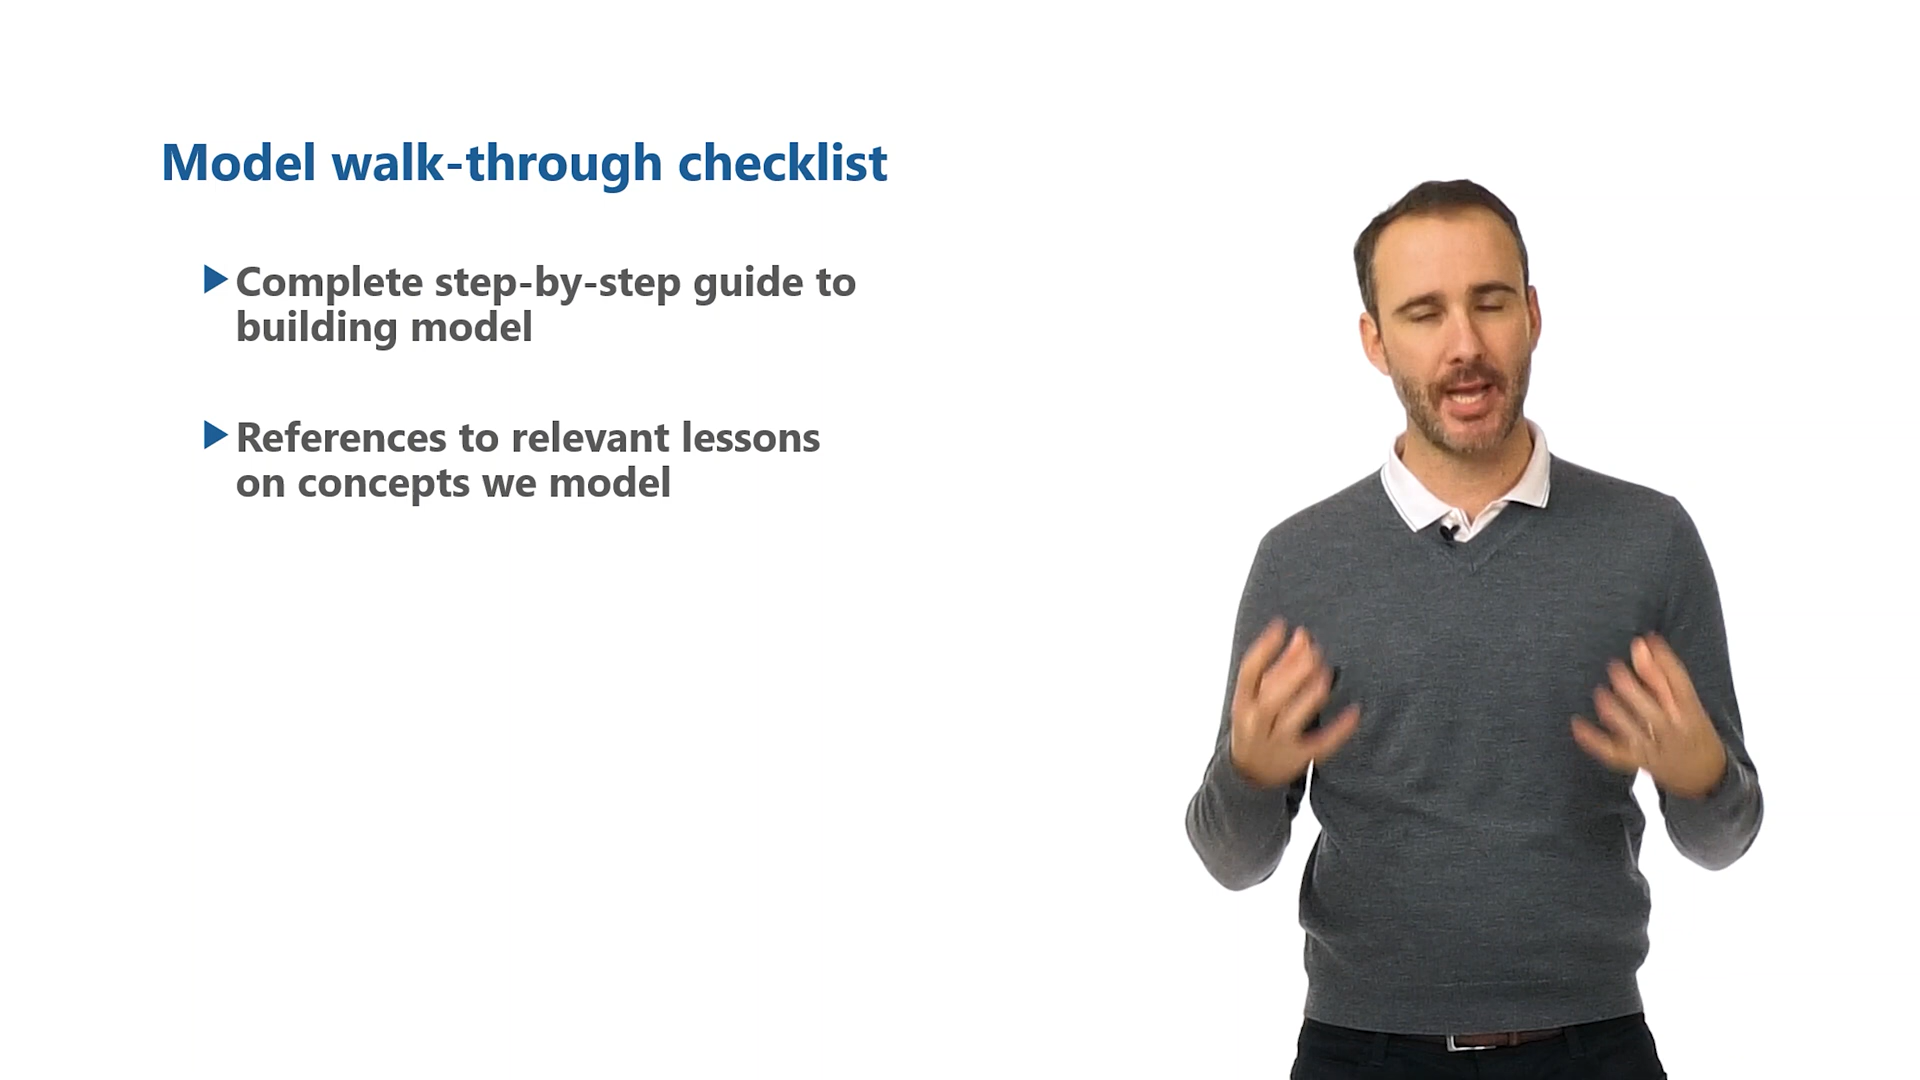 Model walk-through checklist
Complete step-by-step guide to
building model
References to relevant lessons
on concepts we model